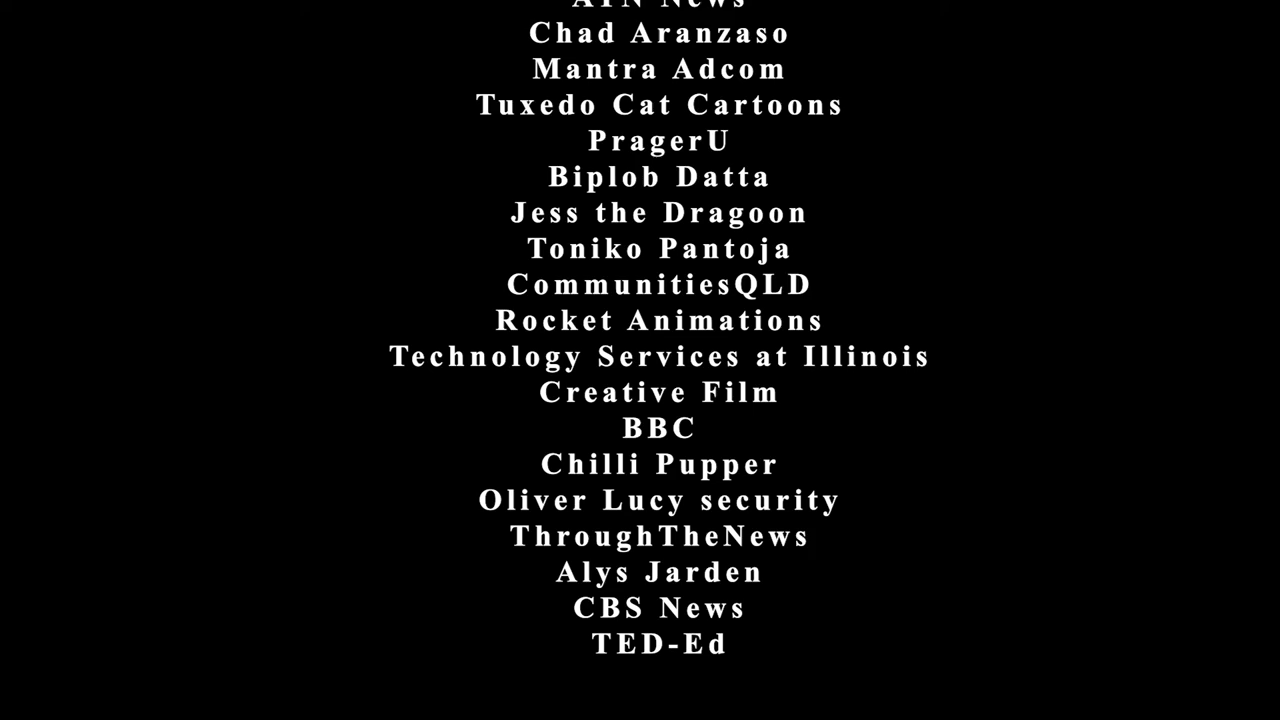 News
Chad Aranzaso
Mantra Adcom
Tuxedo Cat Cartoons
PragerU
Biplob Datta
Jess the Dragoon
Toniko Pantoja
CommunitiesQLD
Rocket Animations
Technology Services at Illinois
Creative Film
BBC
Chilli Pupper
Oliver Lucy security
ThroughTheNews
Alys Jarden
CBS News
TED-Ed